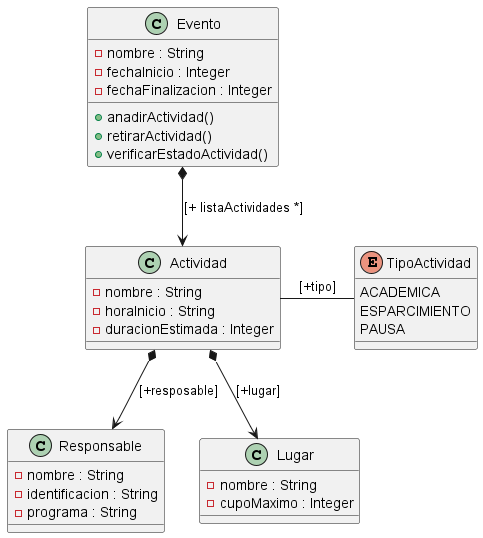 C Evento
nombre : String
fechaInicio : Integer
fechaFinalizacion : Integer
anadirActividad()
retirarActividad()
verificarEstadoActividad()
[+ listaActividades *]
C Actividad
nombre : String
horaInicio : String
duracionEstimada : Integer
[+tipo]
E TipoActividad
ACADEMICA
ESPARCIMIENTO
PAUSA
[+resposable]
[+lugar]
C Responsable
nombre : String
identificacion : String
programa : String
C Lugar
nombre : String
cupoMaximo : Integer